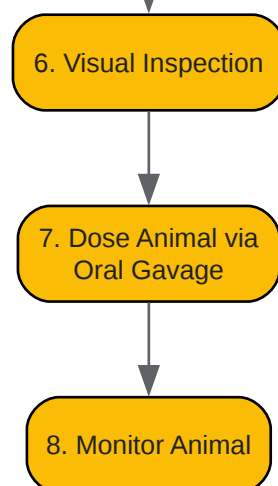 6. Visual Inspection
7. Dose Animal via
Oral Gavage
8. Monitor Animal